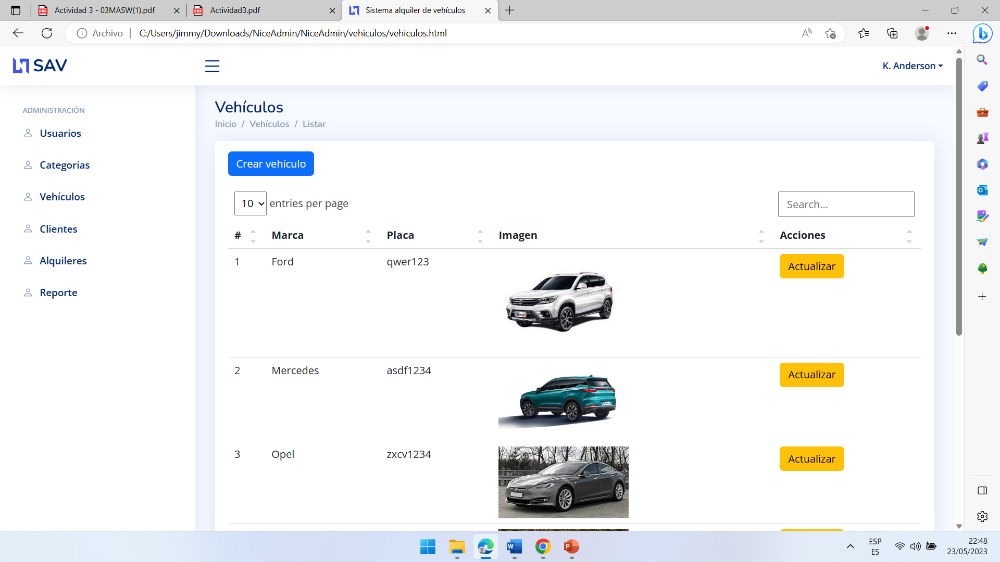 Actividad 3 - 03MASW(1).pdf
Actividad3.pdf
Sistema alquiler de vehículos
Archivo
C:/Users/jimmy/Downloads/NiceAdmin/NiceAdmin/vehiculos/vehiculos.html
SAV
K. Anderson
ADMINISTRACIÓN
Usuarios
Categorías
Vehículos
Clientes
Alquileres
Reporte
Vehículos
Inicio / Vehículos / Listar
Crear vehículo
10 entries per page
Search...
# Marca Placa Imagen Acciones
1 Ford qwer123 Actualizar
2 Mercedes asdf1234 Actualizar
3 Opel zxcv1234 Actualizar
ESP
ES
22:48
23/05/2023